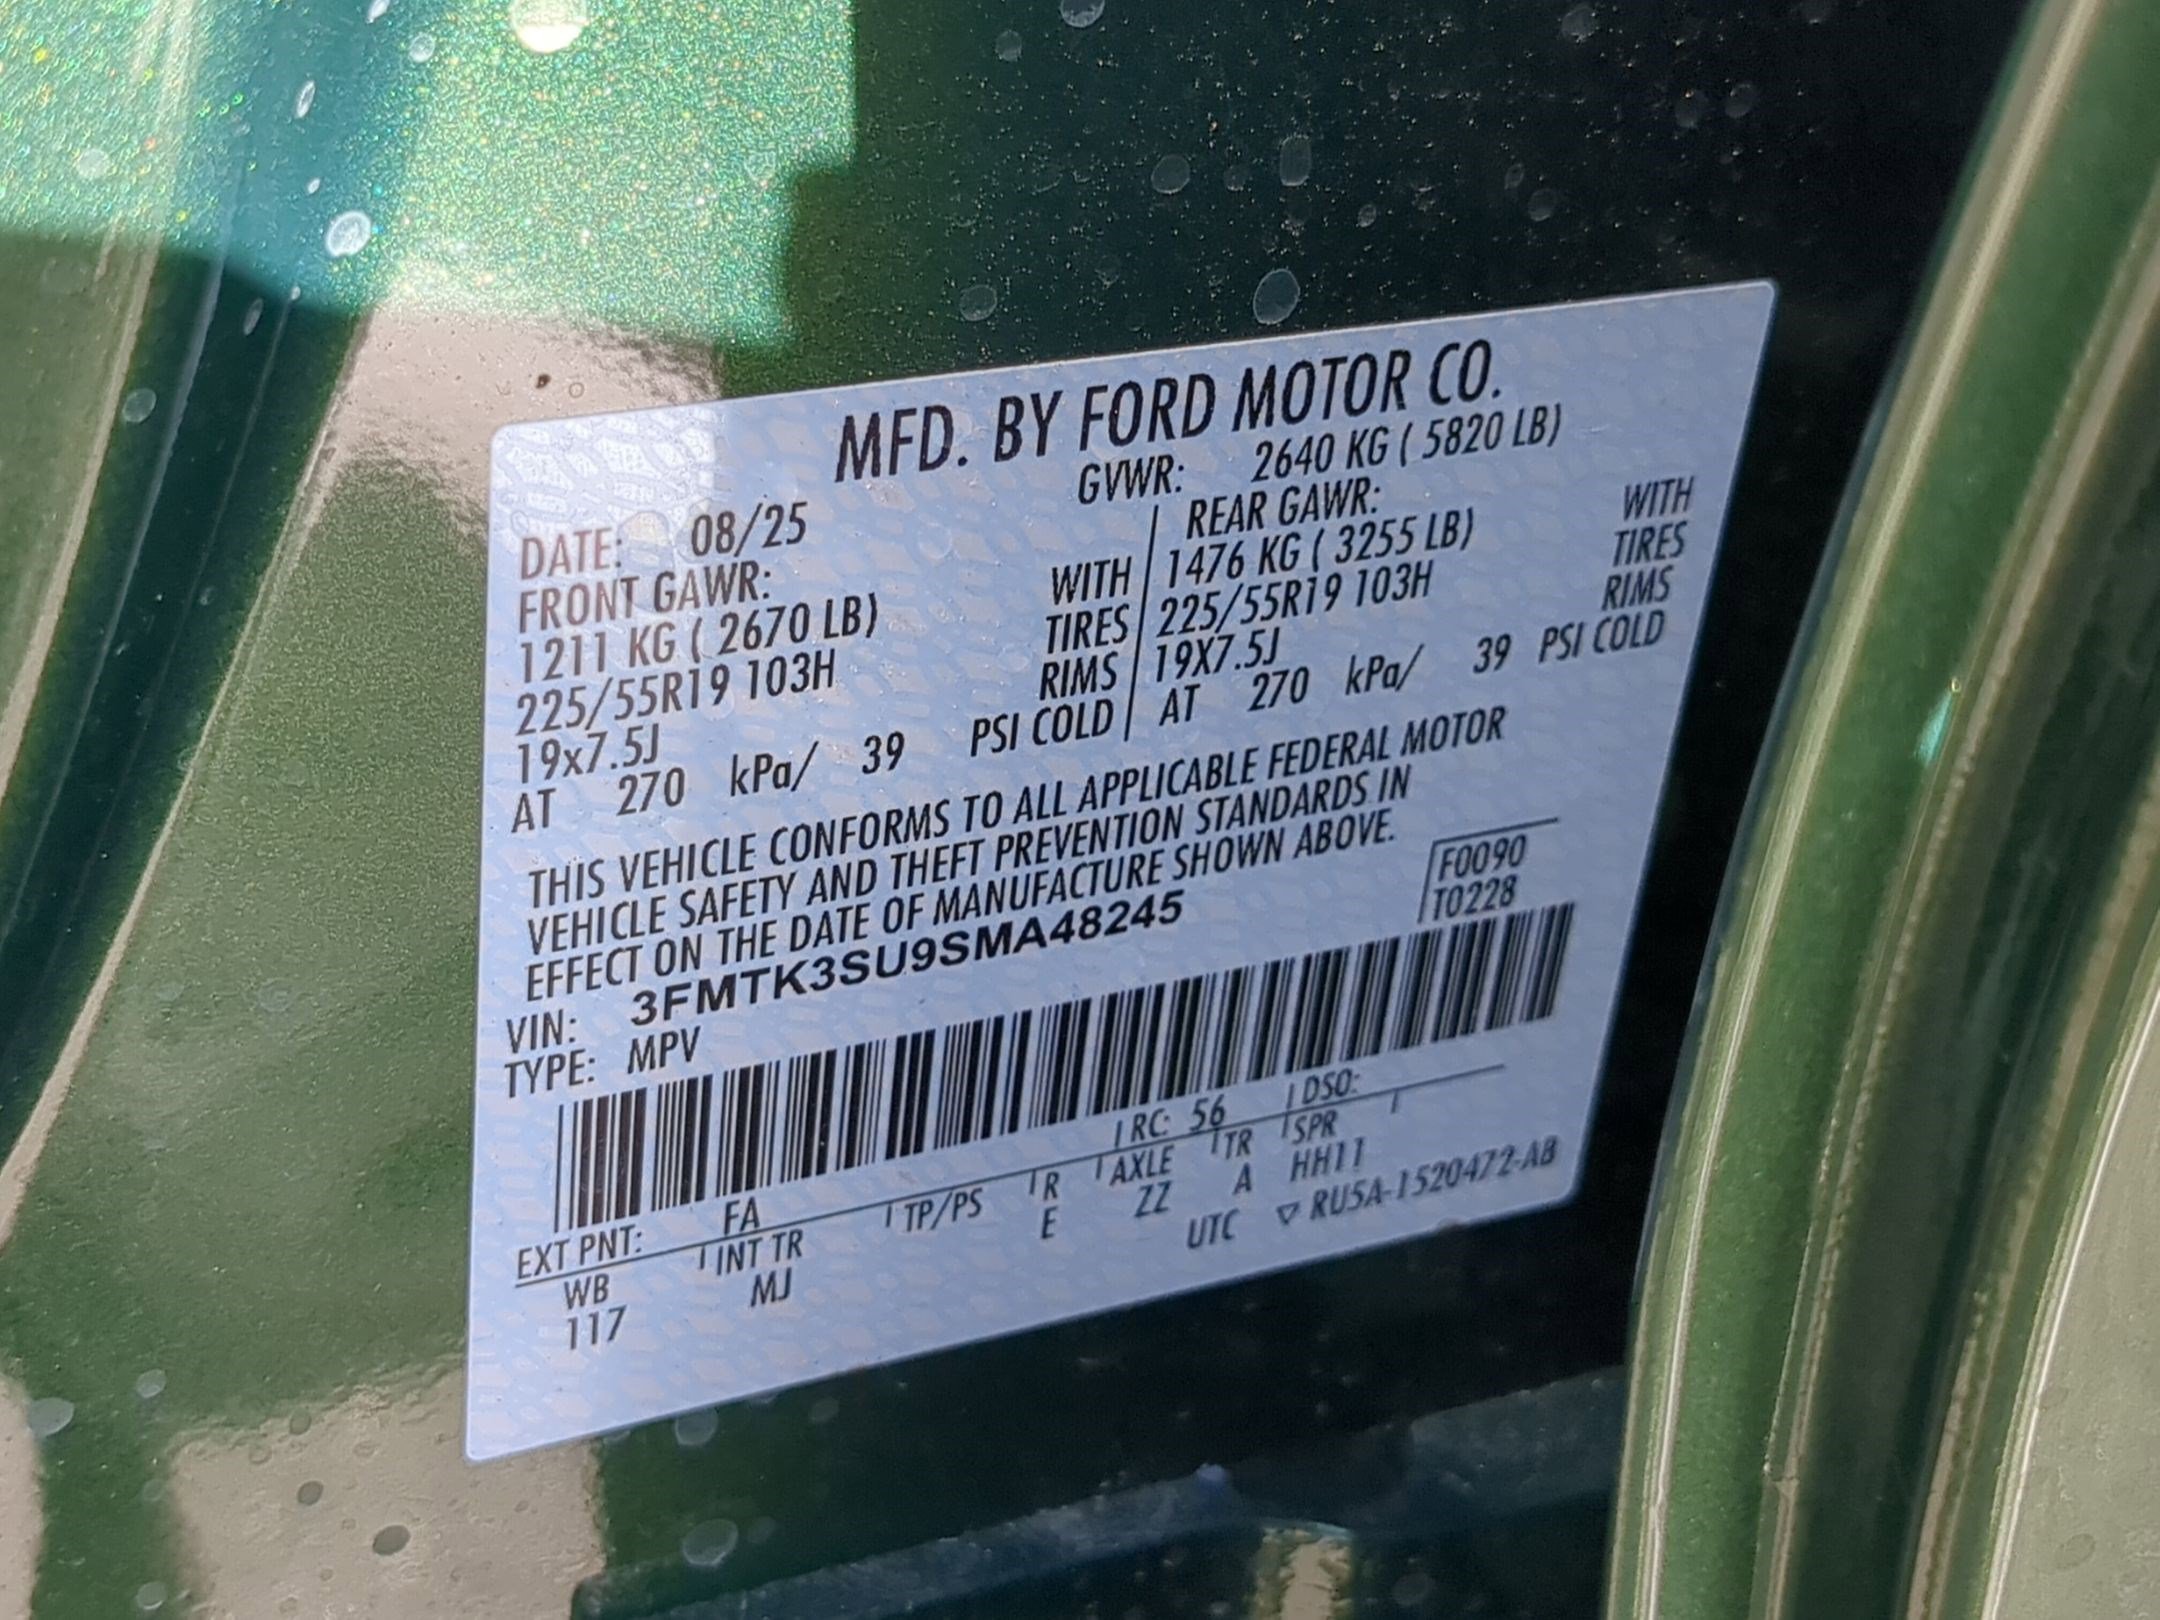 MFD. BY FORD MOTOR CO.
DATE: 08/25 GVWR: 2640 KG ( 5820 LB)
FRONT GAWR: REAR GAWR:
1211 KG ( 2670 LB) WITH 1476 KG ( 3255 LB) WITH
225/55R19 103H TIRES 225/55R19 103H TIRES
19x7.5J RIMS 19X7.5J RIMS
AT 270 kPa/ 39 PSI COLD AT 270 kPa/ 39 PSI COLD
THIS VEHICLE CONFORMS TO ALL APPLICABLE FEDERAL MOTOR
VEHICLE SAFETY AND THEFT PREVENTION STANDARDS IN
EFFECT ON THE DATE OF MANUFACTURE SHOWN ABOVE.
F0090
T0228
VIN: 3FMTK3SU9SMA48245
TYPE: MPV
EXT PNT: FA RC: 56 DSO:
WB INT TR TP/PS R AXLE TR SPR
117 MJ E ZZ A HH11
UTC ▽ RU5A-1520472-AB